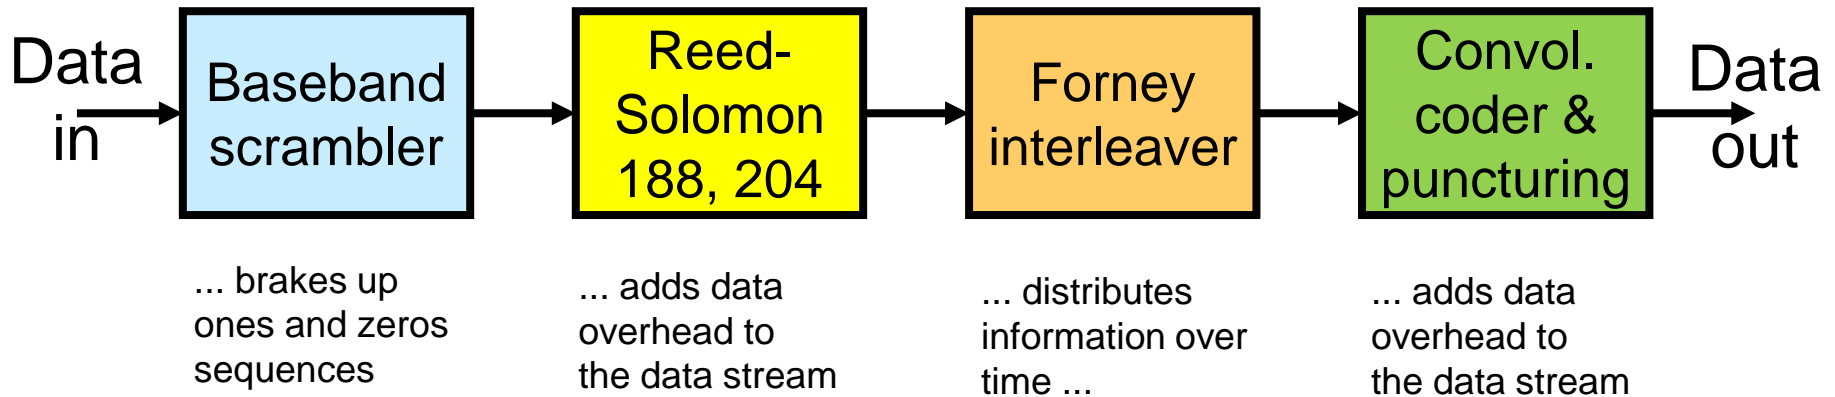 Data
in
Baseband
scrambler
Reed-
Solomon
188, 204
Forney
interleaver
Convol.
coder &
puncturing
Data
out
... brakes up
ones and zeros
sequences
... adds data
overhead to
the data stream
... distributes
information over
time ...
... adds data
overhead to
the data stream